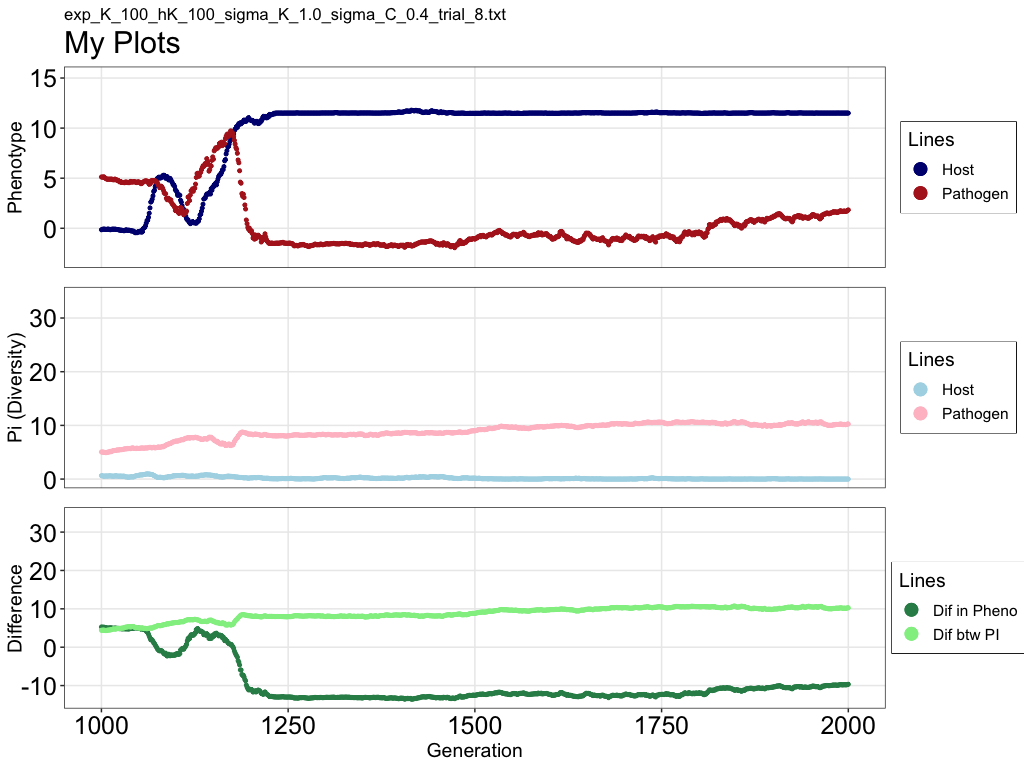 exp_K_100_hK_100_sigma_K_1.0_sigma_C_0.4_trial_8.txt
My Plots
Phenotype
15
10
5
0
Lines
Host
Pathogen
Pi (Diversity)
30
20
10
0
Lines
Host
Pathogen
Difference
30
20
10
0
-10
Lines
Dif in Pheno
Dif btw PI
1000 1250 1500 1750 2000
Generation